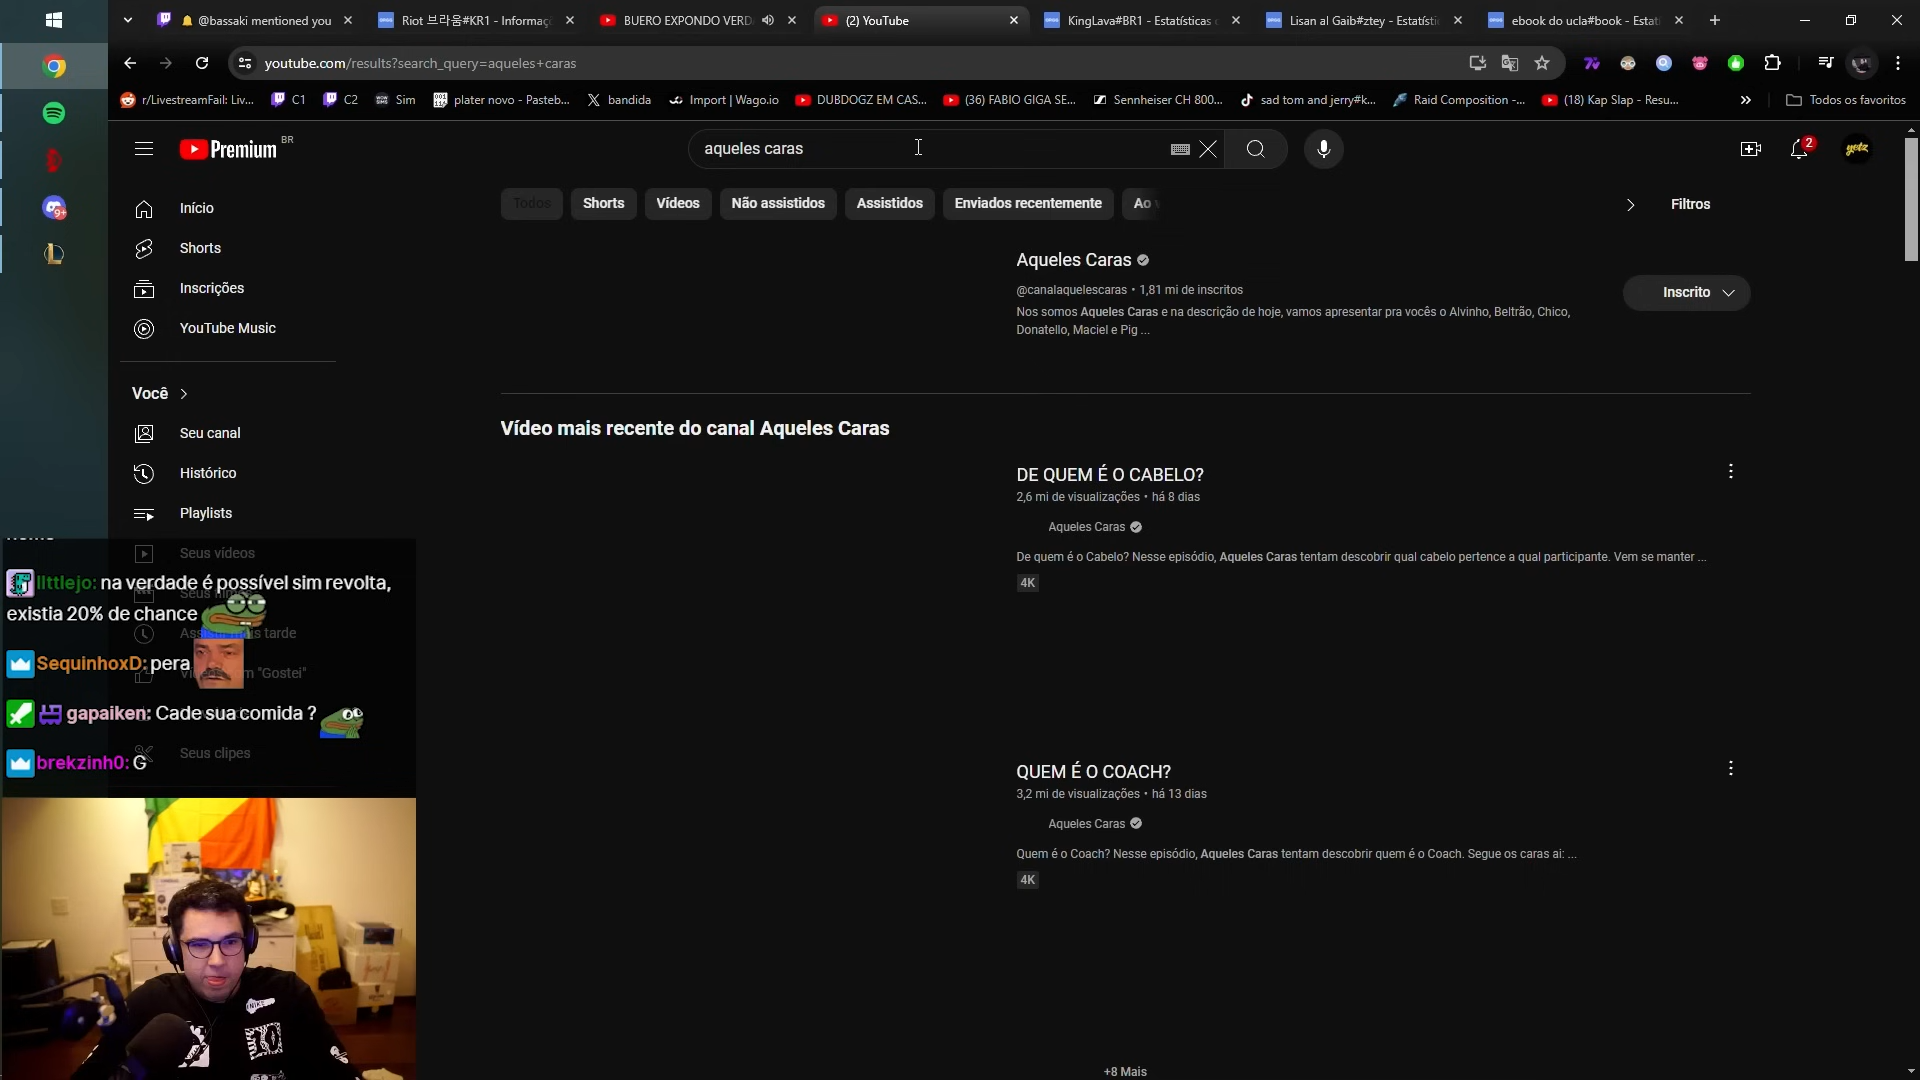 @bassaki mentioned you
Riot 브라움#KR1 - Informaç
BUERO EXPONDO VERD
(2) YouTube
KingLava#BR1 - Estatísticas
Lisan al Gaib#ztey - Estatísti
ebook do ucla#book - Estat
youtube.com/results?search_query=aqueles+caras
r/LivestreamFail: Liv...
C1
C2
Sim
plater novo - Pasteb...
bandida
Import | Wago.io
DUBDOGZ EM CAS...
(36) FABIO GIGA SE...
Sennheiser CH 800...
sad tom and jerry#k...
Raid Composition -...
(18) Kap Slap - Resu...
Todos os favoritos
Premium BR
aqueles caras
2
yetz
9+
Todos
Shorts
Vídeos
Não assistidos
Assistidos
Enviados recentemente
Ao v
Filtros
Início
Shorts
Inscrições
YouTube Music
Você
Seu canal
Histórico
Playlists
Seus vídeos
Seus clipes
Aqueles Caras
@canalaquelescaras • 1,81 mi de inscritos
Nos somos Aqueles Caras e na descrição de hoje, vamos apresentar pra vocês o Alvinho, Beltrão, Chico,
Donatello, Maciel e Pig ...
Inscrito
Vídeo mais recente do canal Aqueles Caras
DE QUEM É O CABELO?
2,6 mi de visualizações • há 8 dias
Aqueles Caras
De quem é o Cabelo? Nesse episódio, Aqueles Caras tentam descobrir qual cabelo pertence a qual participante. Vem se manter ...
4K
QUEM É O COACH?
3,2 mi de visualizações • há 13 dias
Aqueles Caras
Quem é o Coach? Nesse episódio, Aqueles Caras tentam descobrir quem é o Coach. Segue os caras ai: ...
4K
+8 Mais
llttlejo: na verdade é possível sim revolta,
existia 20% de chance
SequinhoxD: pera
gapaiken: Cade sua comida ?
brekzinh0: G